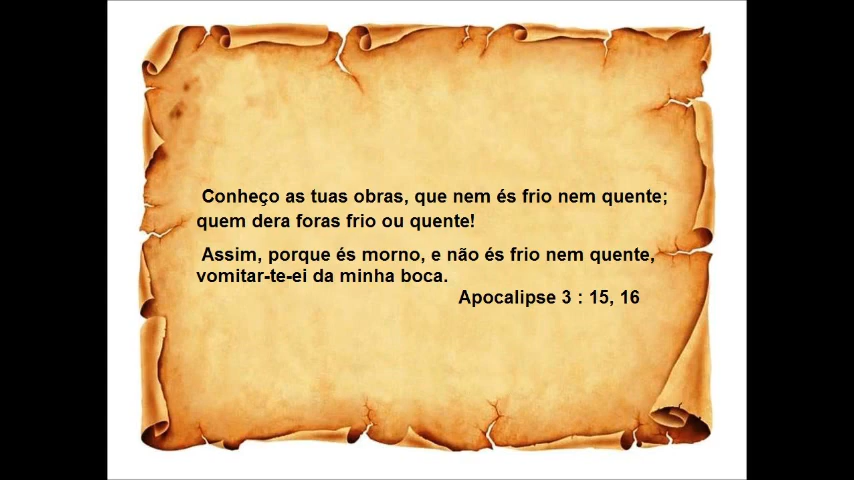 Conheço as tuas obras, que nem és frio nem quente;
quem dera foras frio ou quente!
Assim, porque és morno, e não és frio nem quente,
vomitar-te-ei da minha boca.
Apocalipse 3 : 15, 16